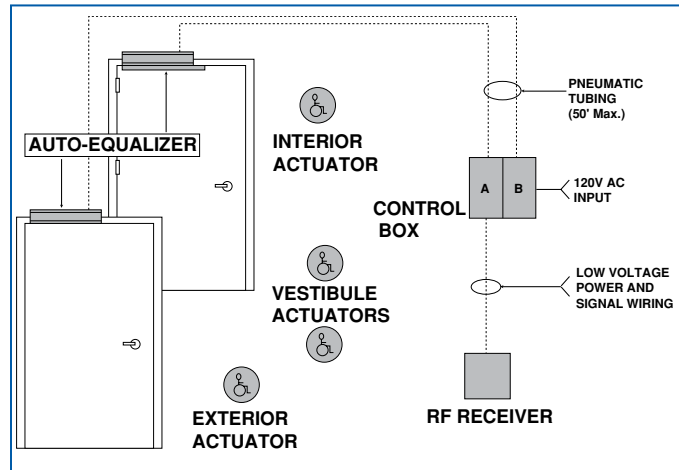 PNEUMATIC
TUBING
(50' Max.)
AUTO-EQUALIZER
INTERIOR
ACTUATOR
A
B
120V AC
INPUT
CONTROL
BOX
VESTIBULE
ACTUATORS
LOW VOLTAGE
POWER AND
SIGNAL WIRING
EXTERIOR
ACTUATOR
RF RECEIVER